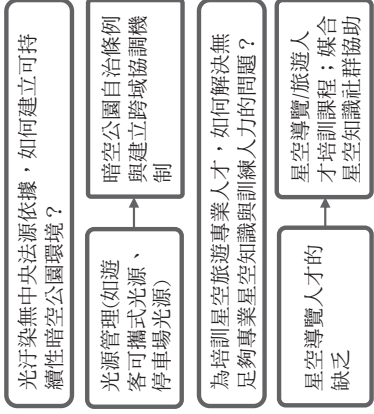 光汙染無中央法源依據，如何建立可持
續性暗空公園環境？
光源管理(如遊
客可攜式光源、
停車場光源)
暗空公園自治條例
與建立跨域協調機
制
為培訓星空旅遊專業人才，如何解決無
足夠專業星空知識與訓練人力的問題？
星空導覽人才的
缺乏
星空導覽/旅遊人
才培訓課程；媒合
星空知識社群協助